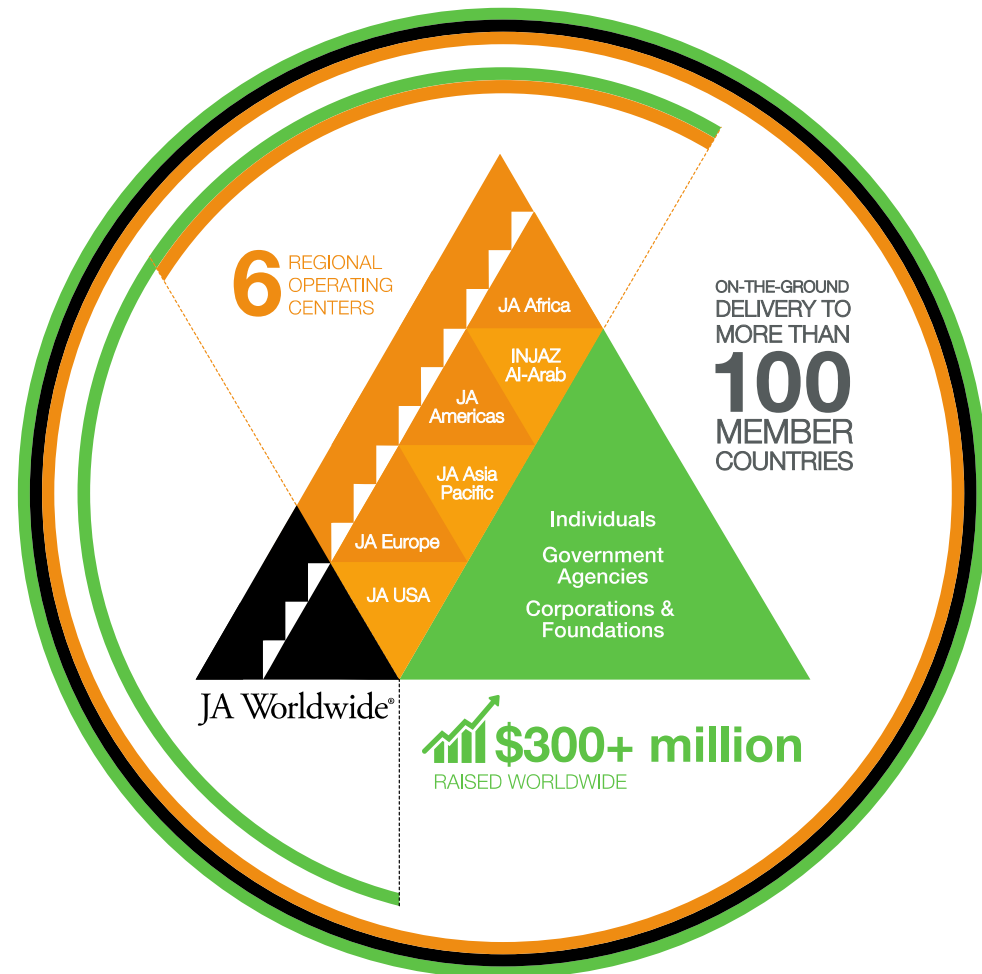 6
REGIONAL
OPERATING
CENTERS
JA Africa
INJAZ
Al-Arab
JA
Americas
JA Asia
Pacific
JA Europe
JA USA
ON-THE-GROUND
DELIVERY TO
MORE THAN
100
MEMBER
COUNTRIES
Individuals
Government
Agencies
Corporations &
Foundations
JA Worldwide®
$300+ million
RAISED WORLDWIDE